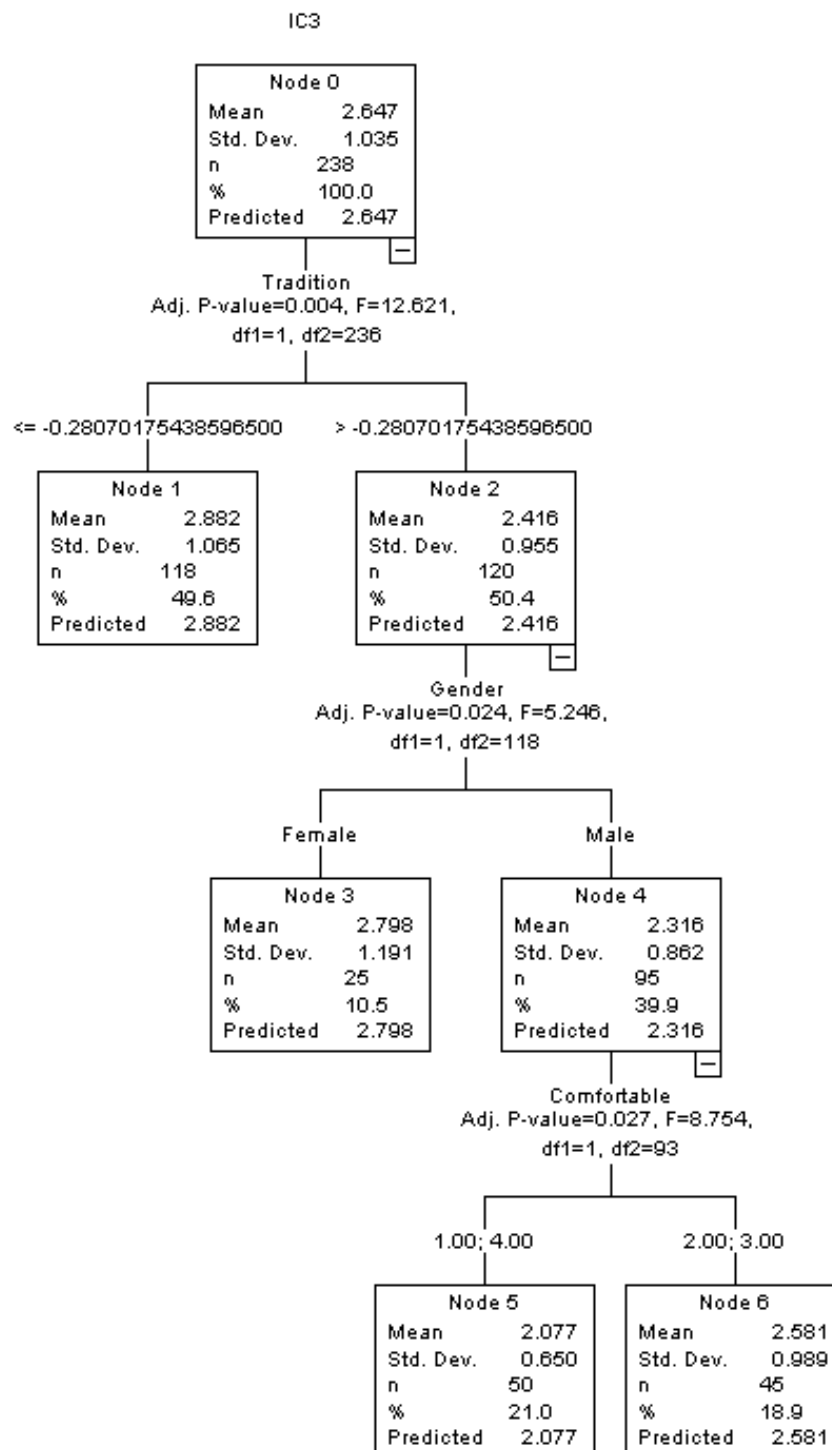 IC3
Node 0
Mean 2.647
Std. Dev. 1.035
n 238
% 100.0
Predicted 2.647
Tradition
Adj. P-value=0.004, F=12.621,
df1=1, df2=236
<= -0.28070175438596500
> -0.28070175438596500
Node 1
Mean 2.882
Std. Dev. 1.065
n 118
% 49.6
Predicted 2.882
Node 2
Mean 2.416
Std. Dev. 0.955
n 120
% 50.4
Predicted 2.416
Gender
Adj. P-value=0.024, F=5.246,
df1=1, df2=118
Female
Male
Node 3
Mean 2.798
Std. Dev. 1.191
n 25
% 10.5
Predicted 2.798
Node 4
Mean 2.316
Std. Dev. 0.862
n 95
% 39.9
Predicted 2.316
Comfortable
Adj. P-value=0.027, F=8.754,
df1=1, df2=93
1.00; 4.00
2.00; 3.00
Node 5
Mean 2.077
Std. Dev. 0.650
n 50
% 21.0
Predicted 2.077
Node 6
Mean 2.581
Std. Dev. 0.989
n 45
% 18.9
Predicted 2.581